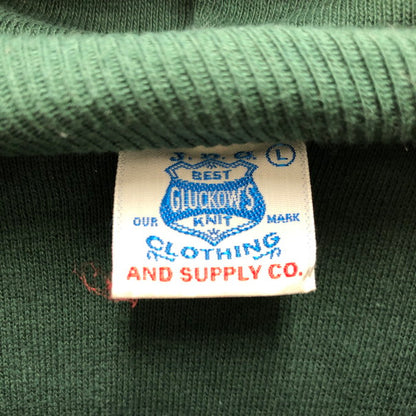 J. S. G. L
BEST
GLUCKOW'S
OUR KNIT MARK
CLOTHING
AND SUPPLY CO.